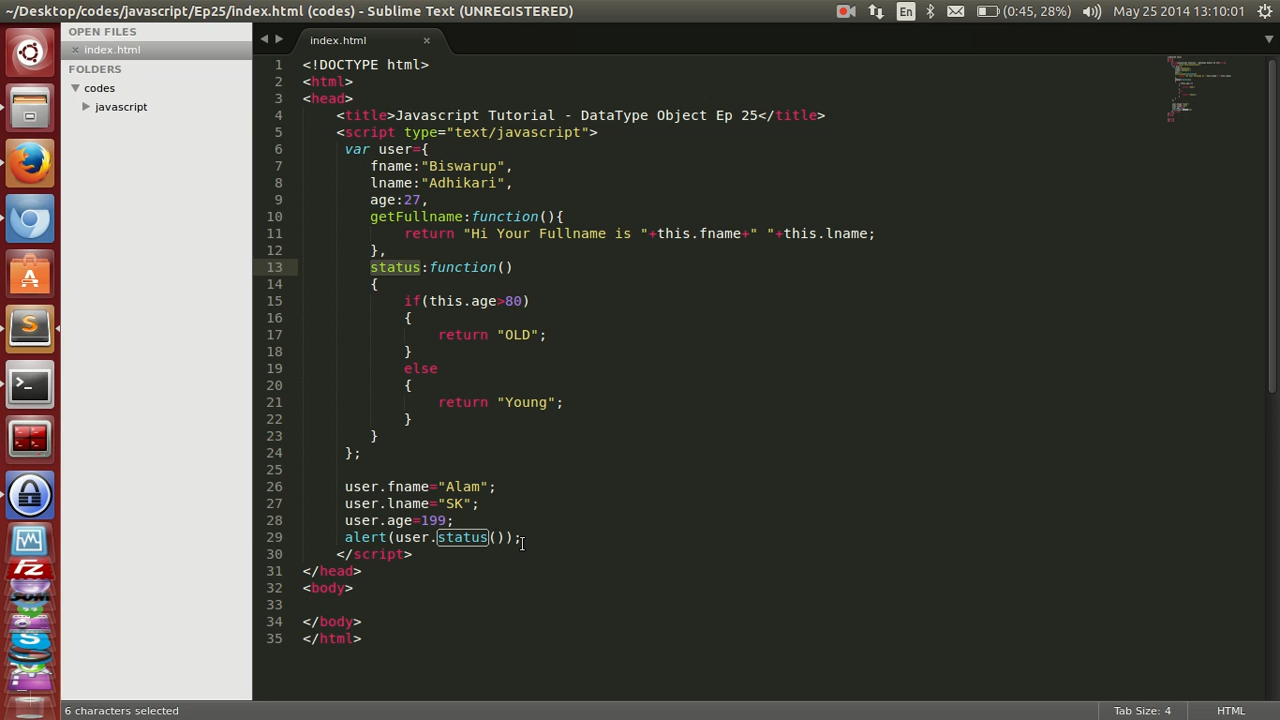 ~/Desktop/codes/javascript/Ep25/index.html (codes) - Sublime Text (UNREGISTERED)
En
(0:45, 28%)
May 25 2014 13:10:01
OPEN FILES
index.html
FOLDERS
codes
javascript
index.html
1 <!DOCTYPE html>
2 <html>
3 <head>
4 <title>Javascript Tutorial - DataType Object Ep 25</title>
5 <script type="text/javascript">
6 var user={
7 fname:"Biswarup",
8 lname:"Adhikari",
9 age:27,
10 getFullname:function(){
11 return "Hi Your Fullname is "+this.fname+" "+this.lname;
12 },
13 status:function()
14 {
15 if(this.age>80)
16 {
17 return "OLD";
18 }
19 else
20 {
21 return "Young";
22 }
23 }
24 };
25
26 user.fname="Alam";
27 user.lname="SK";
28 user.age=199;
29 alert(user.status());
30 </script>
31 </head>
32 <body>
33
34 </body>
35 </html>
6 characters selected
Tab Size: 4
HTML